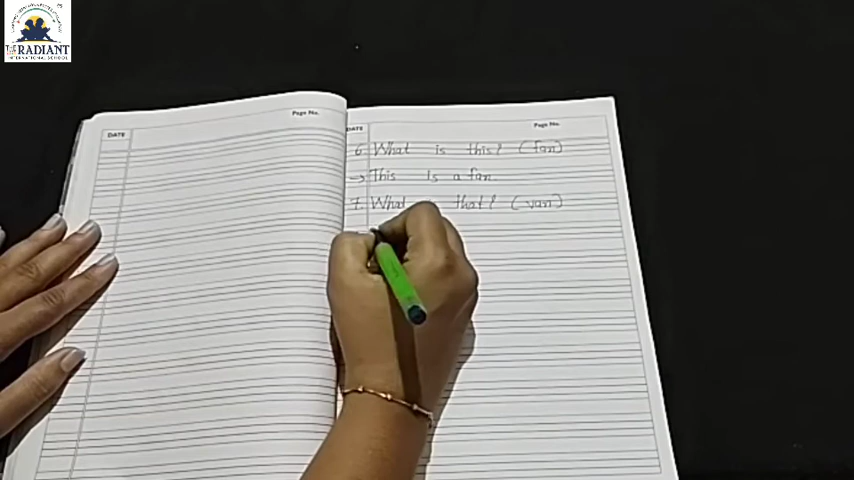 THE RADIANT
INTERNATIONAL SCHOOL
Page No.
DATE
DATE
Page No.
6 What is this? (fan)
→ This is a fan.
7. What that? (van)